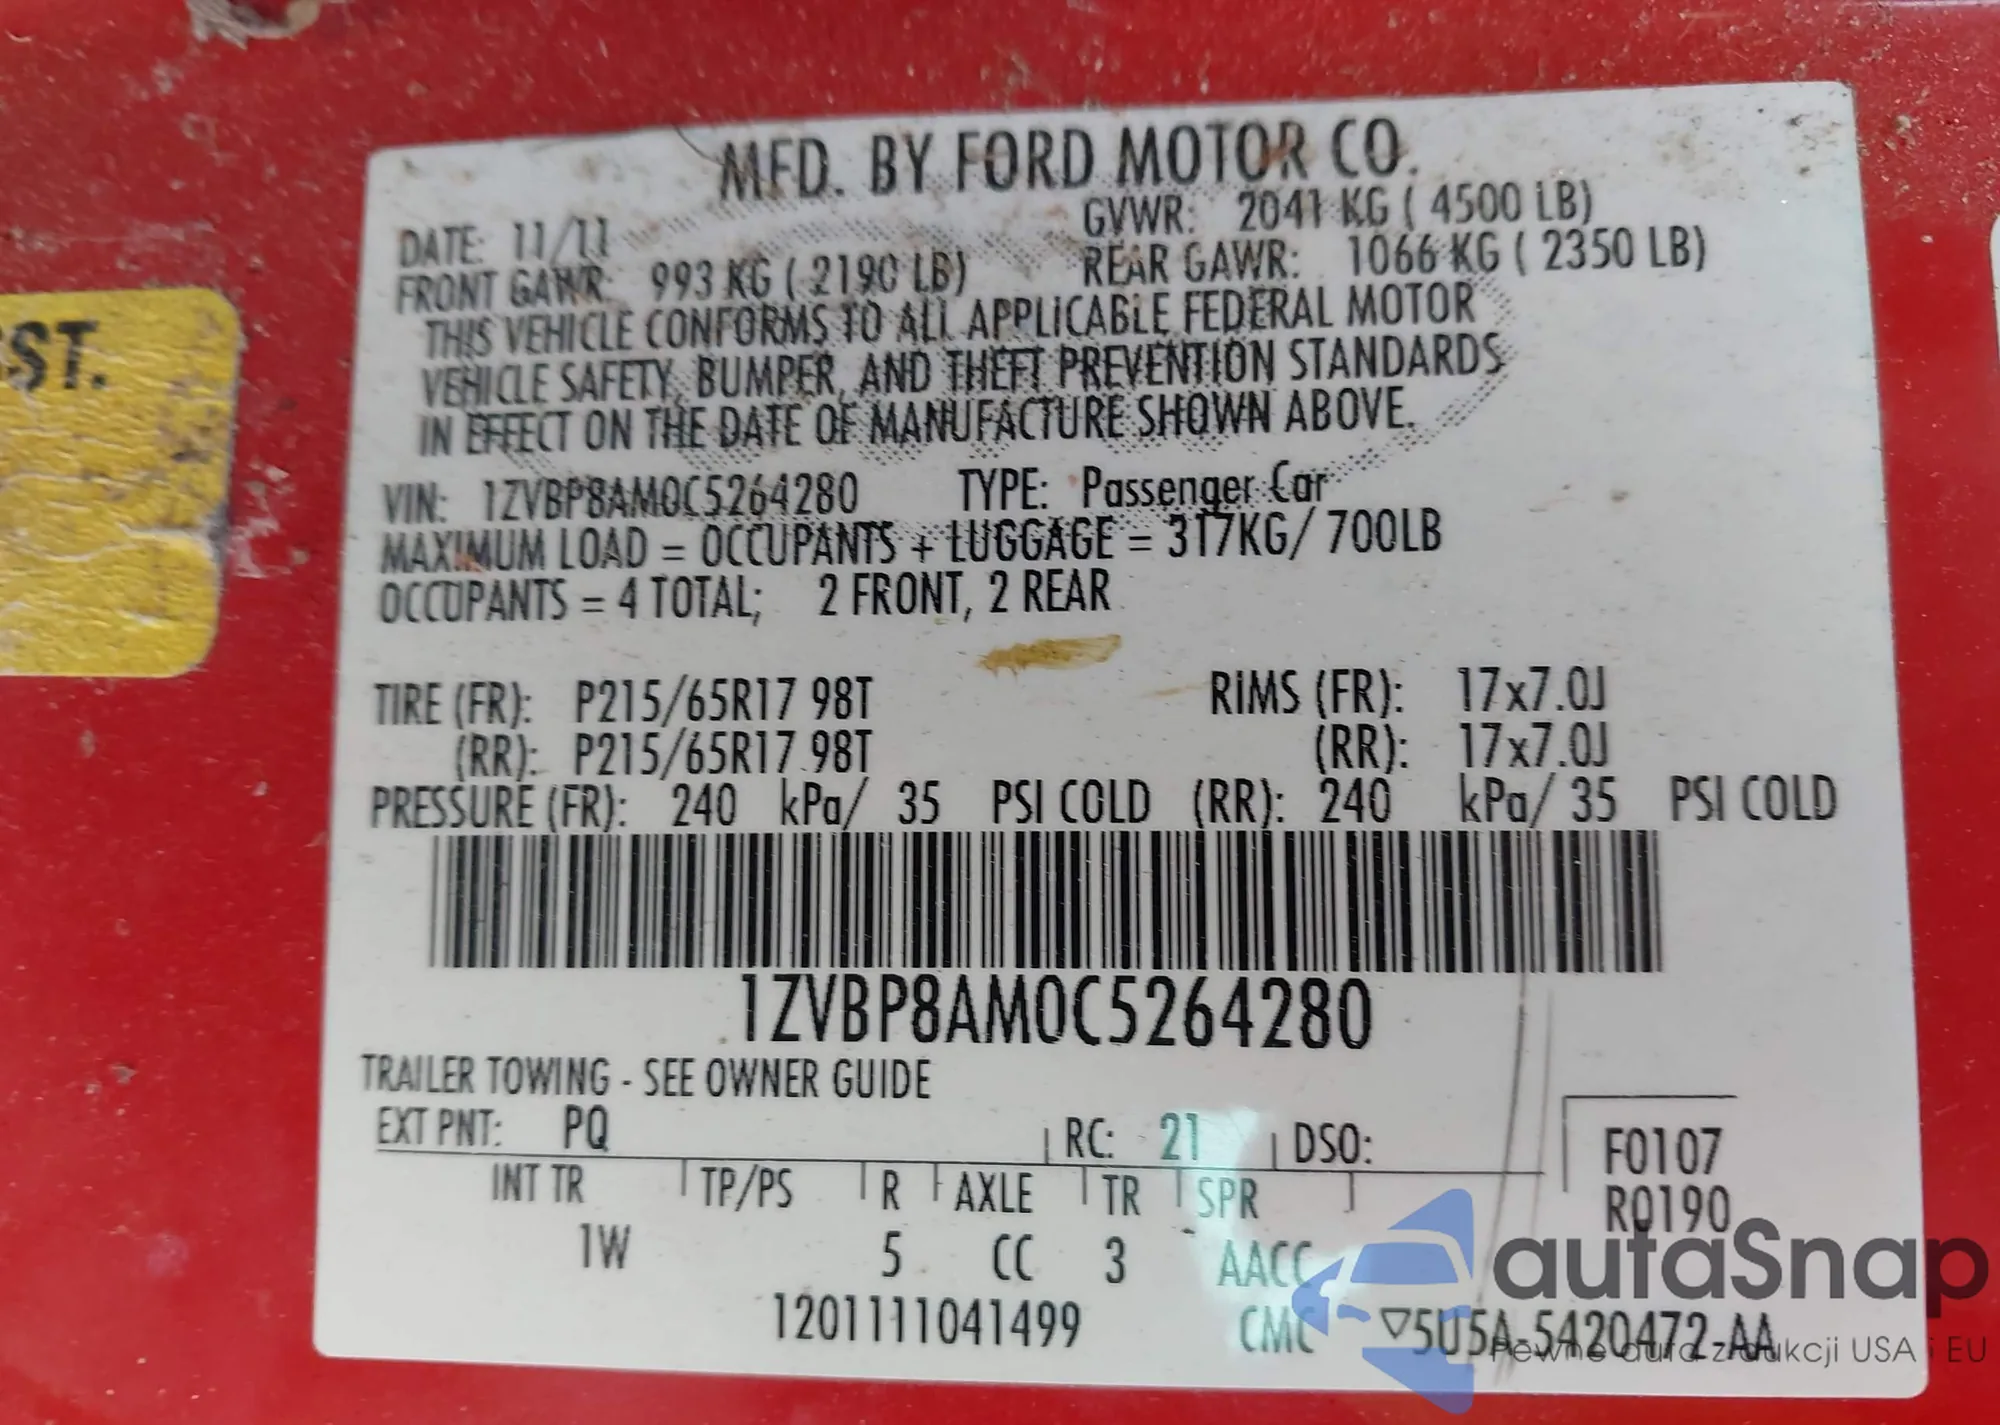 MFD. BY FORD MOTOR CO.
DATE: 11/11 GVWR: 2041 KG ( 4500 LB)
FRONT GAWR: 993 KG ( 2190 LB) REAR GAWR: 1066 KG ( 2350 LB)
THIS VEHICLE CONFORMS TO ALL APPLICABLE FEDERAL MOTOR
VEHICLE SAFETY, BUMPER, AND THEFT PREVENTION STANDARDS
IN EFFECT ON THE DATE OF MANUFACTURE SHOWN ABOVE.
ST.
VIN: 1ZVBP8AM0C5264280 TYPE: Passenger Car
MAXIMUM LOAD = OCCUPANTS + LUGGAGE = 317KG/ 700LB
OCCUPANTS = 4 TOTAL; 2 FRONT, 2 REAR
TIRE (FR): P215/65R17 98T RIMS (FR): 17x7.0J
(RR): P215/65R17 98T (RR): 17x7.0J
PRESSURE (FR): 240 kPa/ 35 PSI COLD (RR): 240 kPa/ 35 PSI COLD
1ZVBP8AM0C5264280
TRAILER TOWING - SEE OWNER GUIDE
EXT PNT: PQ RC: 21 DSO: F0107
INT TR TP/PS R AXLE TR SPR R0190
1W 5 CC 3 AACC
autaSnap
1201111041499 CMC ▽5U5A-5420472-AA
Pewne auta z aukcji USA i EU